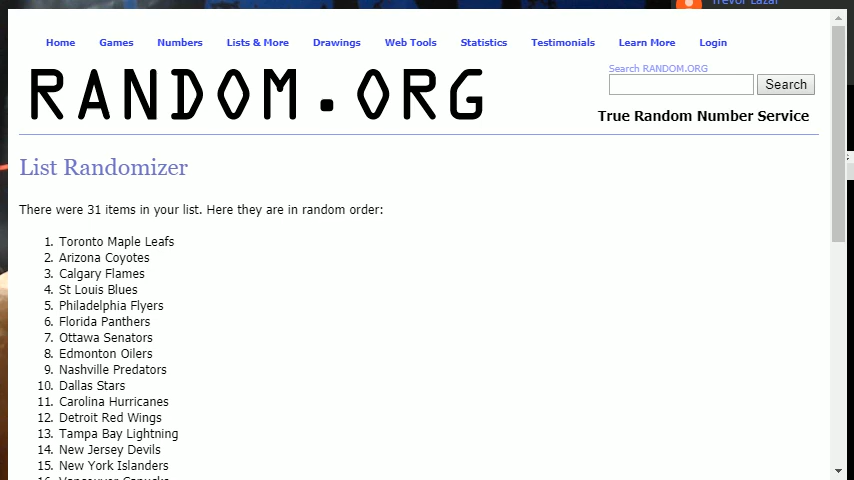 Trevor Lazar
Home Games Numbers Lists & More Drawings Web Tools Statistics Testimonials Learn More Login
Search RANDOM.ORG
RANDOM.ORG
Search
True Random Number Service
List Randomizer
There were 31 items in your list. Here they are in random order:
1. Toronto Maple Leafs
2. Arizona Coyotes
3. Calgary Flames
4. St Louis Blues
5. Philadelphia Flyers
6. Florida Panthers
7. Ottawa Senators
8. Edmonton Oilers
9. Nashville Predators
10. Dallas Stars
11. Carolina Hurricanes
12. Detroit Red Wings
13. Tampa Bay Lightning
14. New Jersey Devils
15. New York Islanders
16. Vancouver Canucks